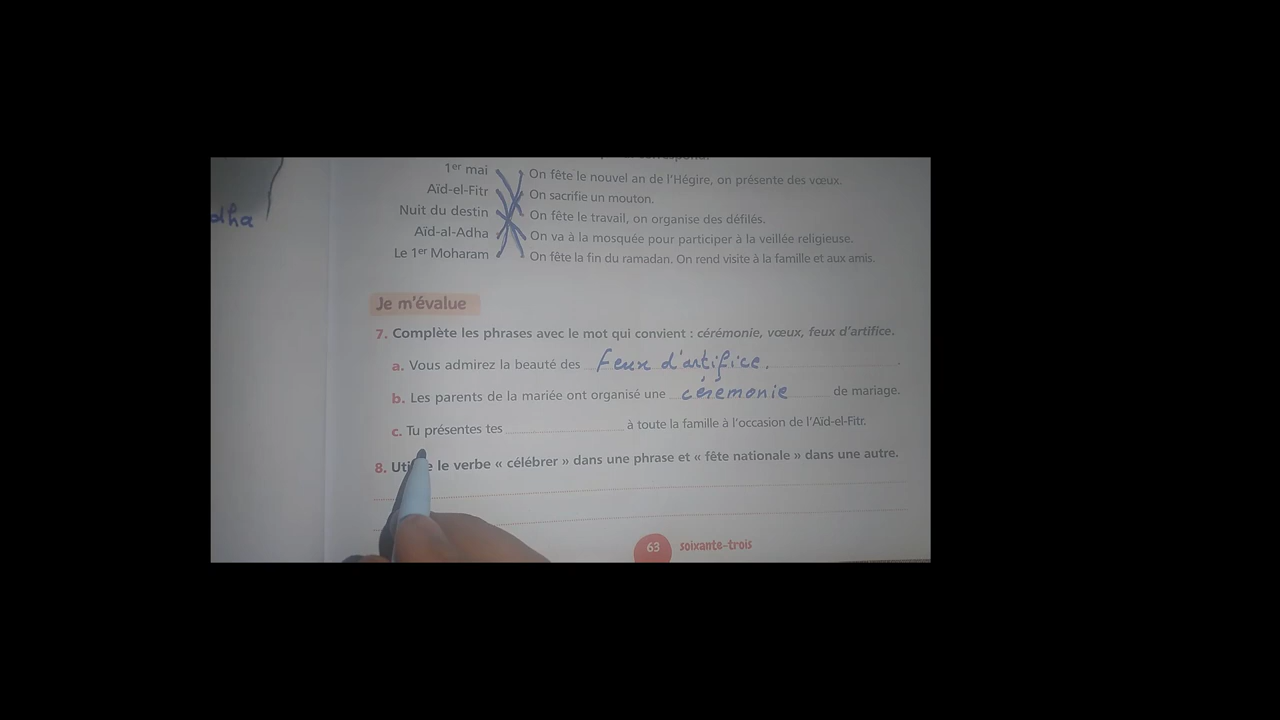 1er mai
On fête le nouvel an de l'Hégire, on présente des vœux.
Aïd-el-Fitr
On sacrifie un mouton.
Nuit du destin
On fête le travail, on organise des défilés.
Aïd-al-Adha
On va à la mosquée pour participer à la veillée religieuse.
Le 1er Moharam
On fête la fin du ramadan. On rend visite à la famille et aux amis.
dha
Je m'évalue
7. Complète les phrases avec le mot qui convient : cérémonie, vœux, feux d'artifice.
a. Vous admirez la beauté des feux d'artifice.
b. Les parents de la mariée ont organisé une cérémonie de mariage.
c. Tu présentes tes à toute la famille à l'occasion de l'Aïd-el-Fitr.
8. le verbe « célébrer » dans une phrase et « fête nationale » dans une autre.
63 soixante-trois